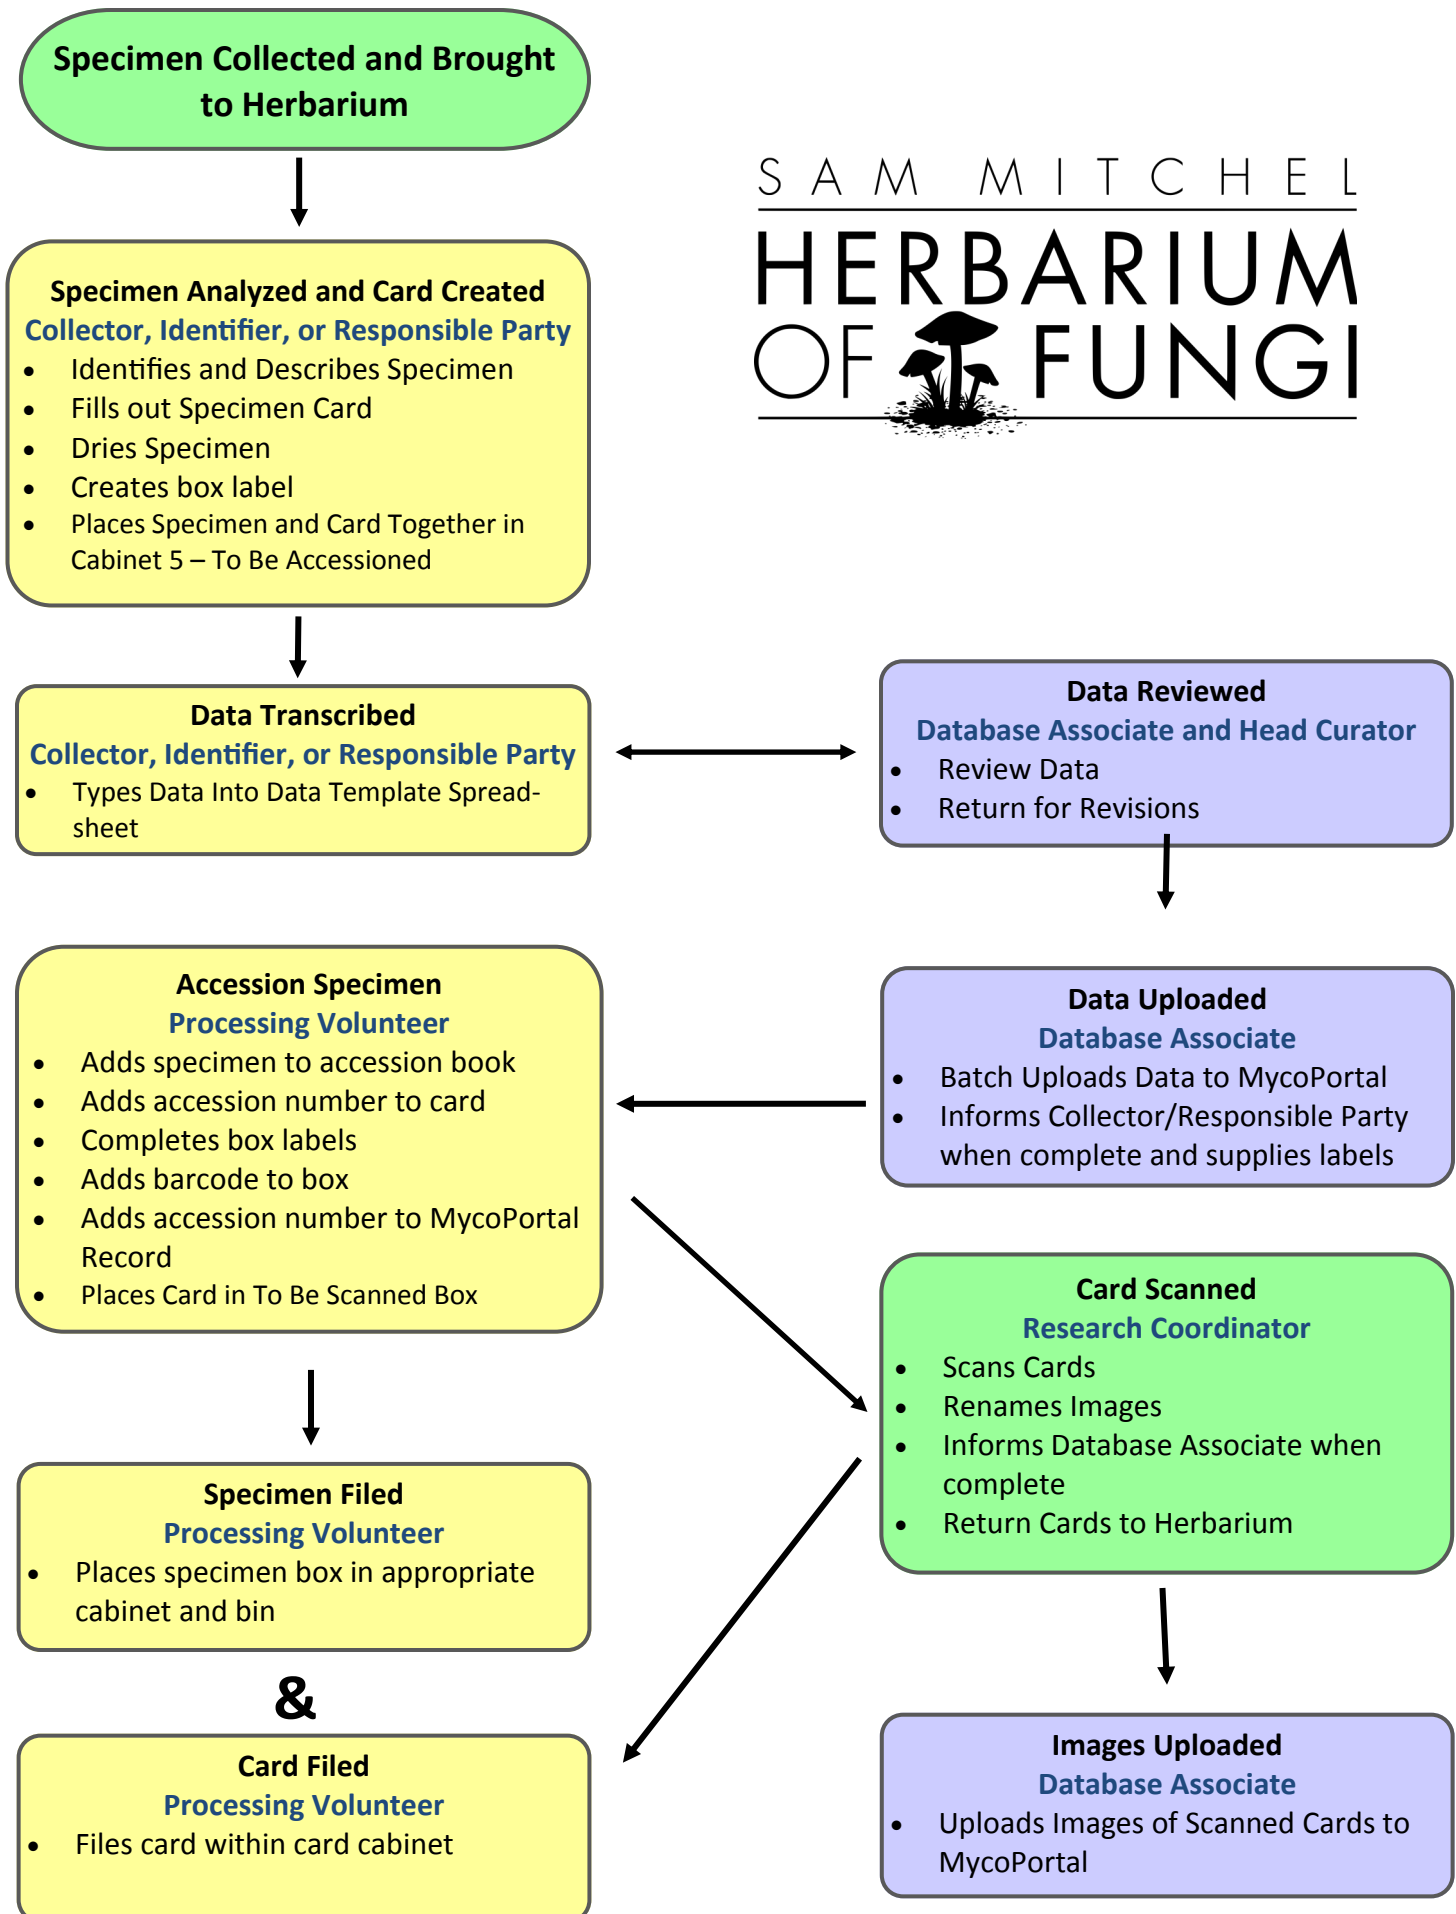 Specimen Collected and Brought
to Herbarium
SAM MITCHEL
HERBARIUM
OF FUNGI
Specimen Analyzed and Card Created
Collector, Identifier, or Responsible Party
• Identifies and Describes Specimen
• Fills out Specimen Card
• Dries Specimen
• Creates box label
• Places Specimen and Card Together in
Cabinet 5 – To Be Accessioned
Data Transcribed
Collector, Identifier, or Responsible Party
• Types Data Into Data Template Spread-
sheet
Data Reviewed
Database Associate and Head Curator
• Review Data
• Return for Revisions
Accession Specimen
Processing Volunteer
• Adds specimen to accession book
• Adds accession number to card
• Completes box labels
• Adds barcode to box
• Adds accession number to MycoPortal
Record
• Places Card in To Be Scanned Box
Data Uploaded
Database Associate
• Batch Uploads Data to MycoPortal
• Informs Collector/Responsible Party
when complete and supplies labels
Card Scanned
Research Coordinator
• Scans Cards
• Renames Images
• Informs Database Associate when
complete
• Return Cards to Herbarium
Specimen Filed
Processing Volunteer
• Places specimen box in appropriate
cabinet and bin
&
Card Filed
Processing Volunteer
• Files card within card cabinet
Images Uploaded
Database Associate
• Uploads Images of Scanned Cards to
MycoPortal